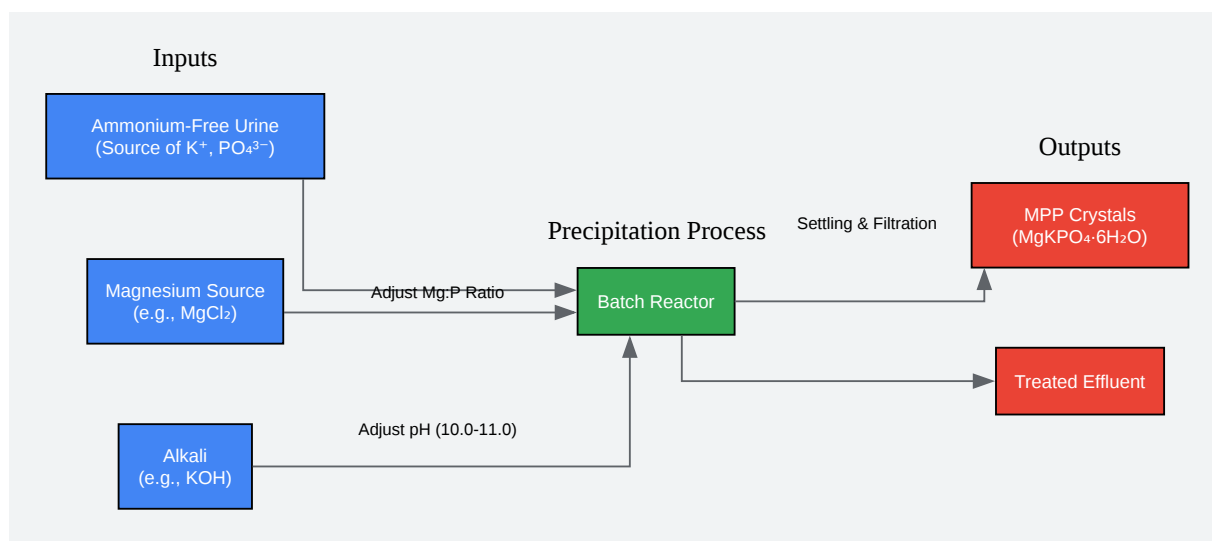 Inputs
Ammonium-Free Urine
(Source of K⁺, PO₄³⁻)
Magnesium Source
(e.g., MgCl₂)
Alkali
(e.g., KOH)
Adjust Mg:P Ratio
Adjust pH (10.0-11.0)
Precipitation Process
Batch Reactor
Settling & Filtration
Outputs
MPP Crystals
(MgKPO₄·6H₂O)
Treated Effluent